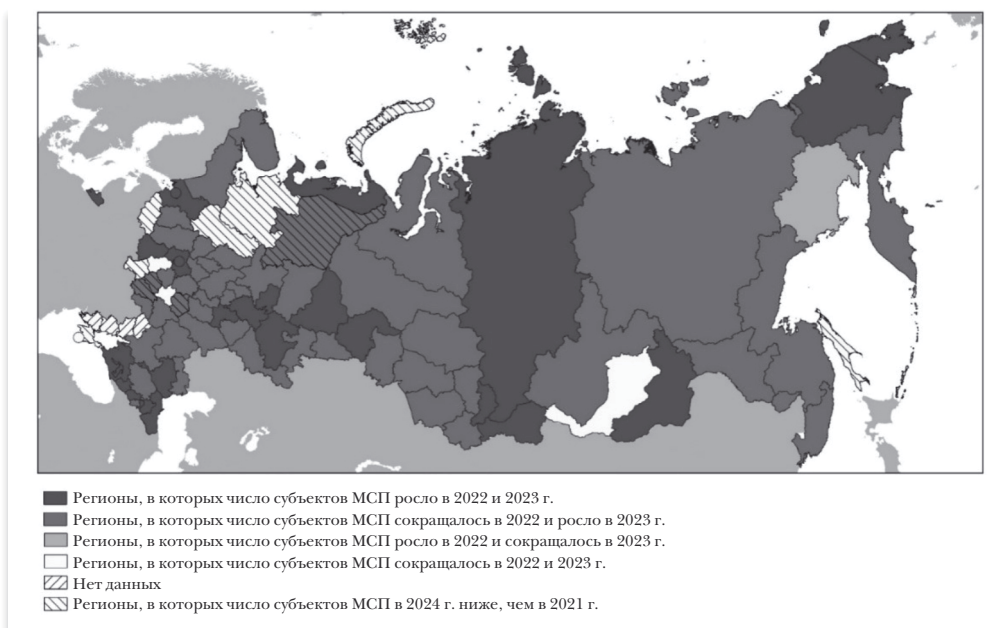 Регионы, в которых число субъектов МСП росло в 2022 и 2023 г.
Регионы, в которых число субъектов МСП сокращалось в 2022 и росло в 2023 г.
Регионы, в которых число субъектов МСП росло в 2022 и сокращалось в 2023 г.
Регионы, в которых число субъектов МСП сокращалось в 2022 и 2023 г.
Нет данных
Регионы, в которых число субъектов МСП в 2024 г. ниже, чем в 2021 г.